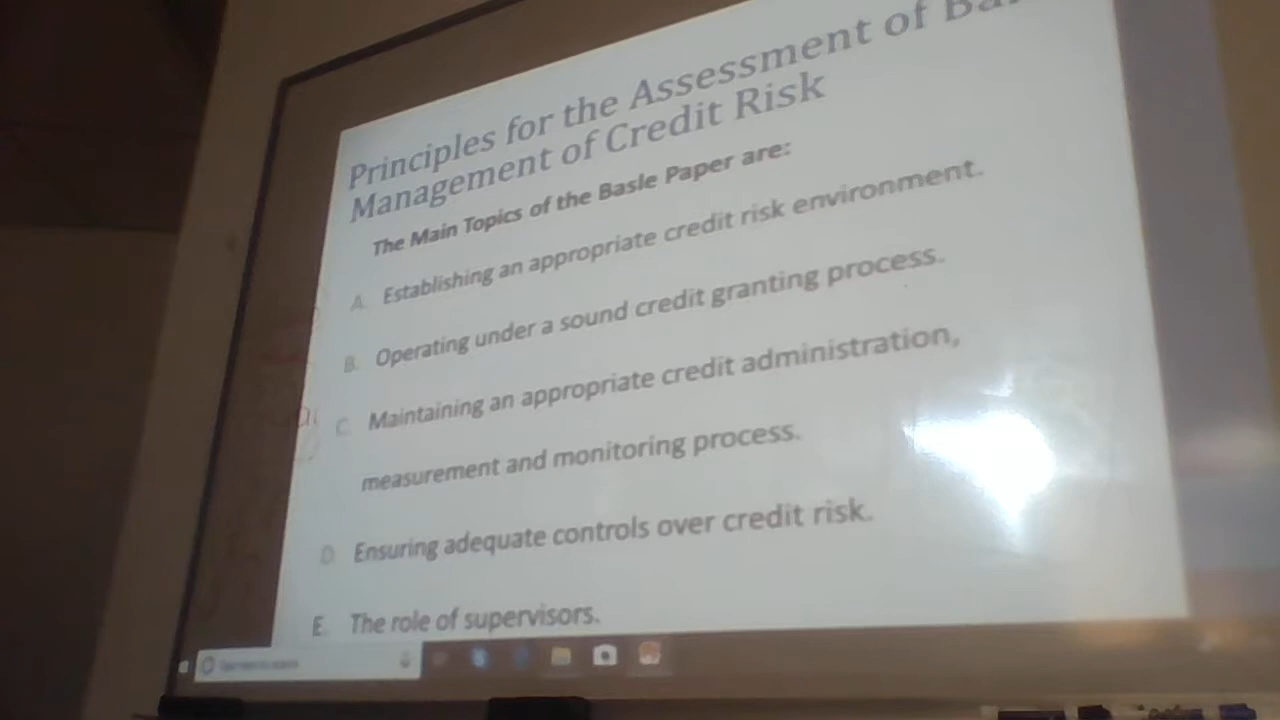 Principles for the Assessment of
Management of Credit Risk
The Main Topics of the Basle Paper are:
A. Establishing an appropriate credit risk environment.
B. Operating under a sound credit granting process.
C. Maintaining an appropriate credit administration,
measurement and monitoring process.
D. Ensuring adequate controls over credit risk.
E. The role of supervisors.